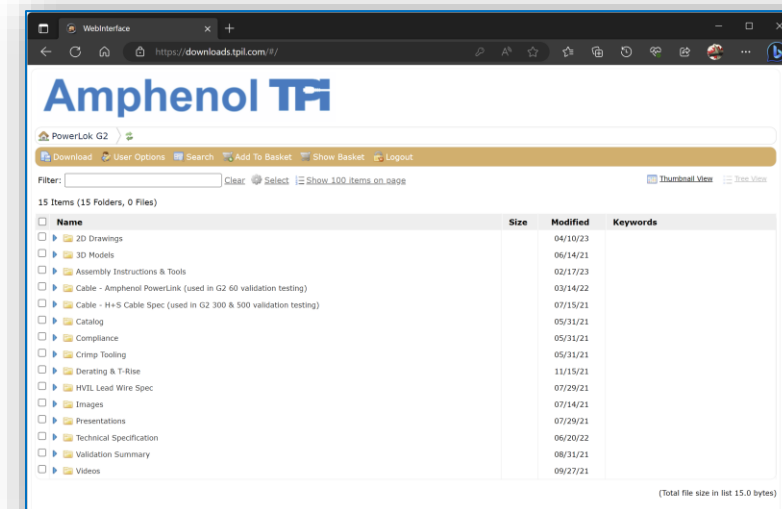 WebInterface
https://downloads.tpil.com/#/
Amphenol TPI
PowerLok G2
Download User Options Search Add To Basket Show Basket Logout
Filter: Clear Select Show 100 items on page Thumbnail View Tree View
15 Items (15 Folders, 0 Files)
Name Size Modified Keywords
2D Drawings 04/10/23
3D Models 06/14/21
Assembly Instructions & Tools 02/17/23
Cable - Amphenol PowerLink (used in G2 60 validation testing) 03/14/22
Cable - H+S Cable Spec (used in G2 300 & 500 validation testing) 07/15/21
Catalog 05/31/21
Compliance 05/31/21
Crimp Tooling 05/31/21
Derating & T-Rise 11/15/21
HVIL Lead Wire Spec 07/29/21
Images 07/14/21
Presentations 07/29/21
Technical Specification 06/20/22
Validation Summary 08/31/21
Videos 09/27/21
(Total file size in list 15.0 bytes)